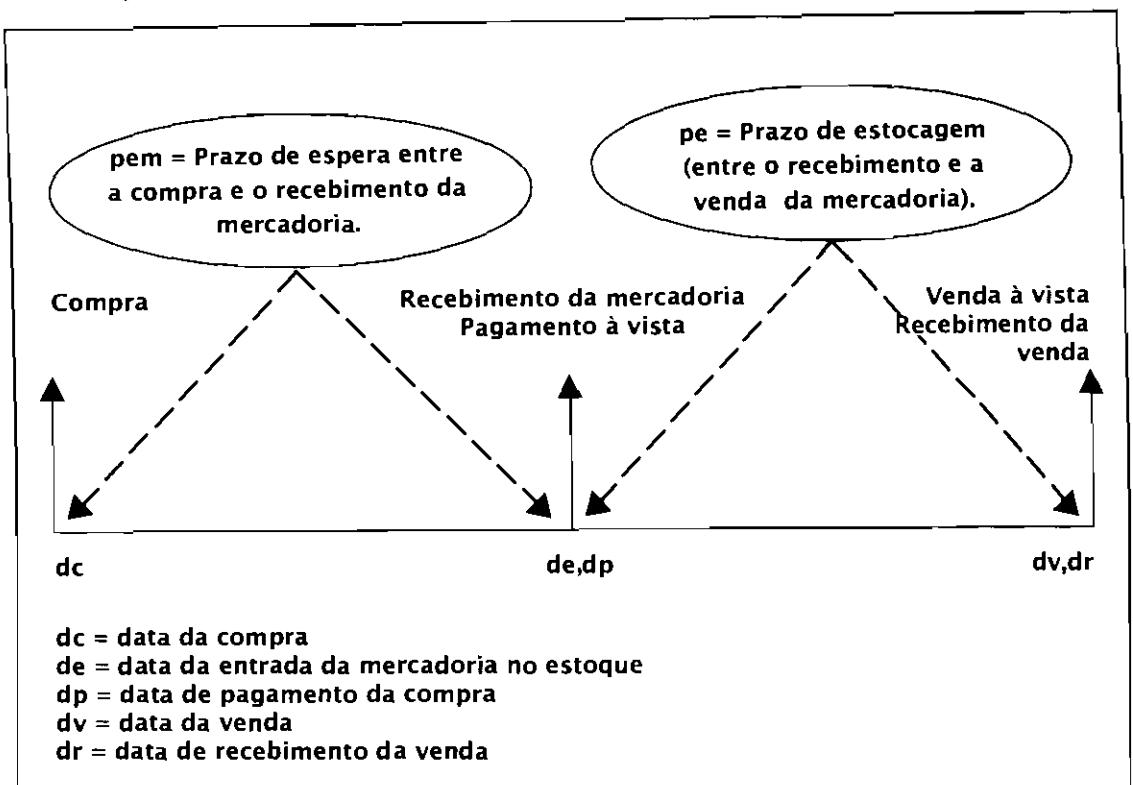 pem = Prazo de espera entre
a compra e o recebimento da
mercadoria.
pe = Prazo de estocagem
(entre o recebimento e a
venda da mercadoria).
Compra
Recebimento da mercadoria
Pagamento à vista
Venda à vista
Recebimento da
venda
dc
de,dp
dv,dr
dc = data da compra
de = data da entrada da mercadoria no estoque
dp = data de pagamento da compra
dv = data da venda
dr = data de recebimento da venda